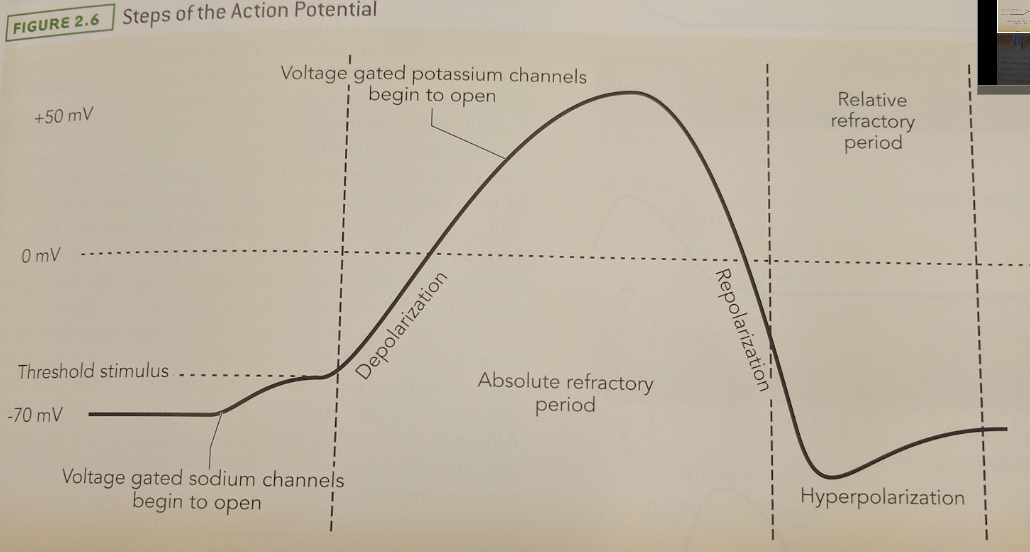 FIGURE 2.6 Steps of the Action Potential
Voltage gated potassium channels
begin to open
+50 mV
Relative
refractory
period
0 mV
Depolarization
Repolarization
Threshold stimulus
Absolute refractory
period
-70 mV
Voltage gated sodium channels
begin to open
Hyperpolarization